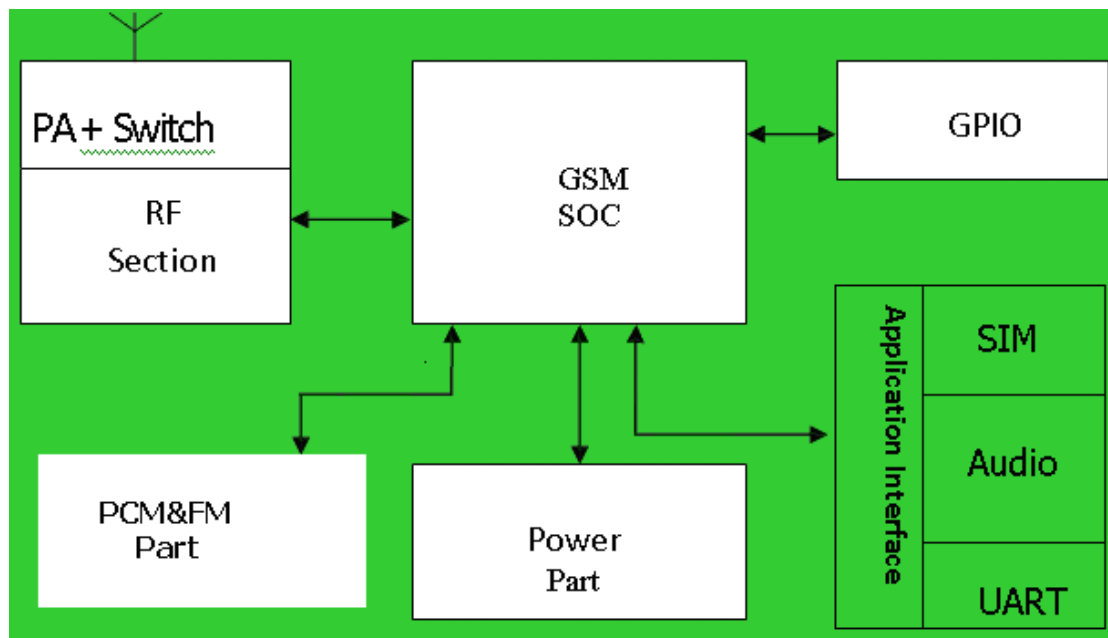 PA+ Switch
RF
Section
GSM
SOC
GPIO
Application Interface
SIM
Audio
UART
PCM&FM
Part
Power
Part